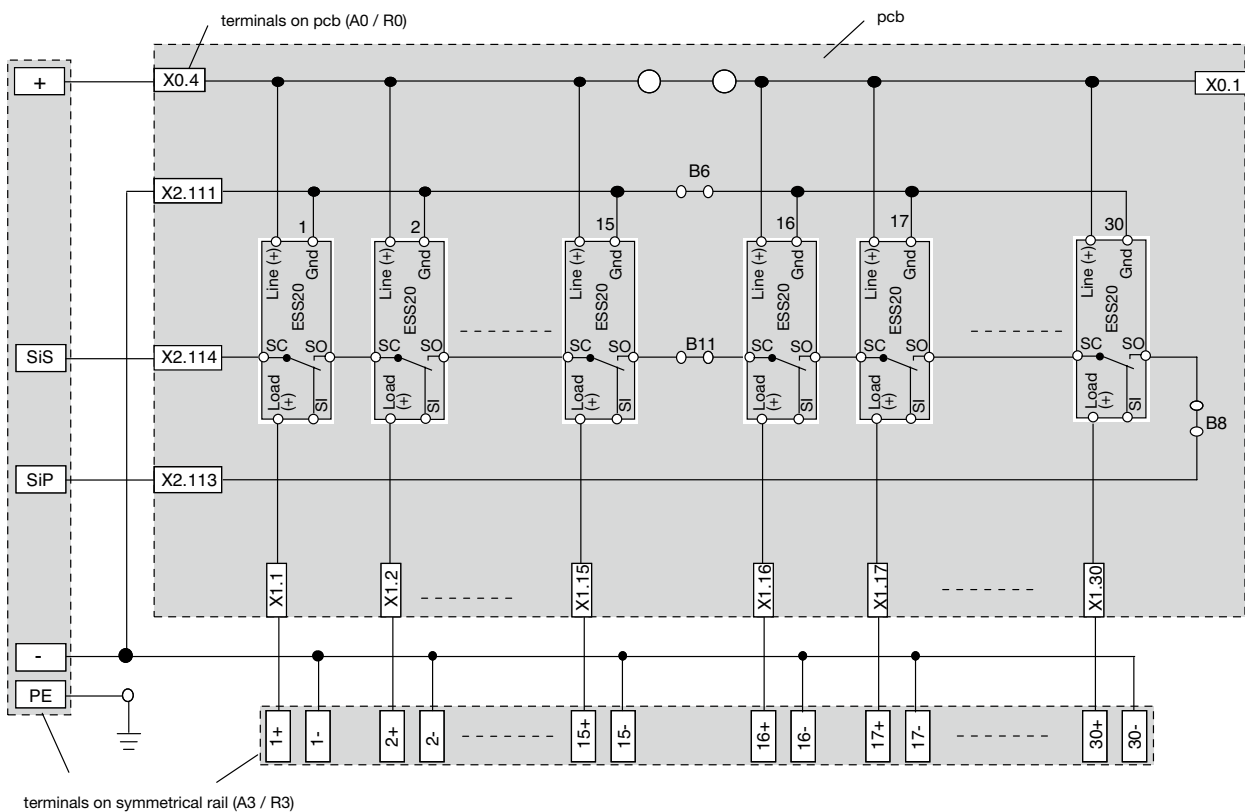 terminals on pcb (A0 / R0)
pcb
+
X0.4
X0.1
X2.111
B6
1
2
15
16
17
30
Line (+)
Gnd
Line (+)
Gnd
Line (+)
Gnd
Line (+)
Gnd
Line (+)
Gnd
Line (+)
Gnd
ESS20
ESS20
ESS20
ESS20
ESS20
ESS20
SiS
X2.114
SC
SO
SC
SO
SC
SO
B11
SC
SO
SC
SO
SC
SO
Load (+)
SI
Load (+)
SI
Load (+)
SI
Load (+)
SI
Load (+)
SI
Load (+)
SI
B8
SiP
X2.113
X1.1
X1.2
X1.15
X1.16
X1.17
X1.30
-
PE
1+
1-
2+
2-
15+
15-
16+
16-
17+
17-
30+
30-
terminals on symmetrical rail (A3 / R3)